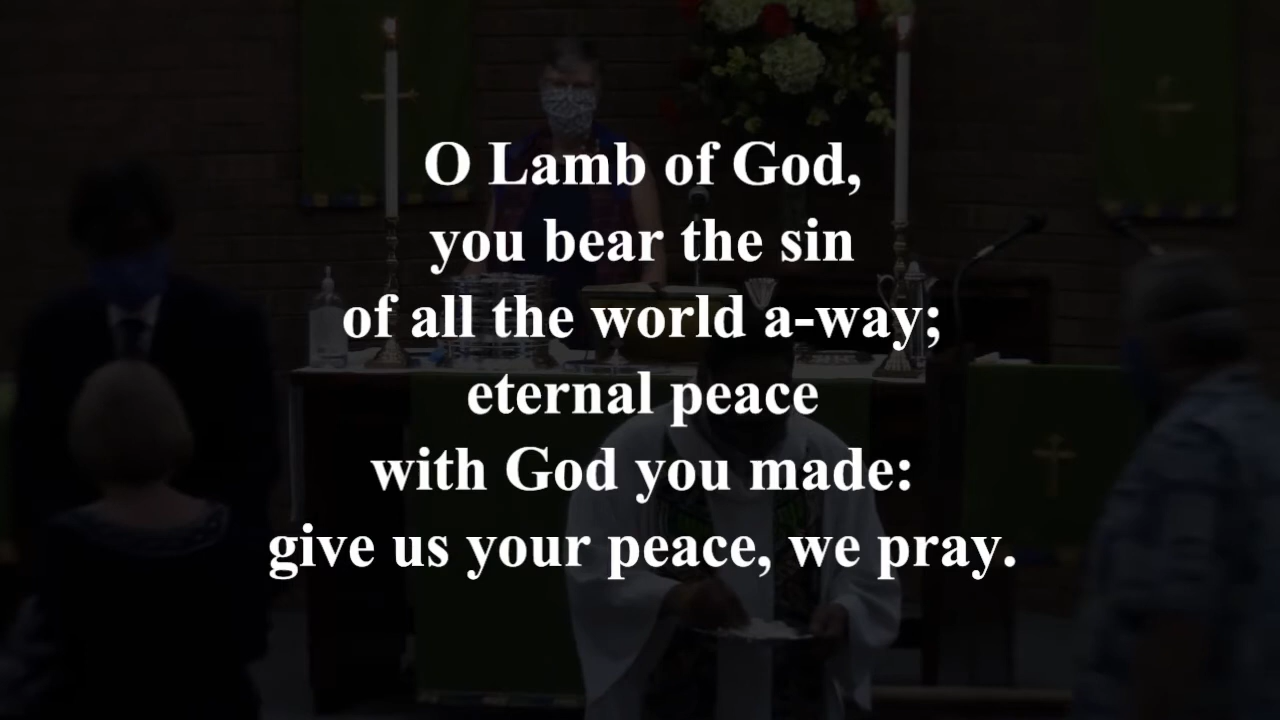 O Lamb of God,
you bear the sin
of all the world a-way;
eternal peace
with God you made:
give us your peace, we pray.